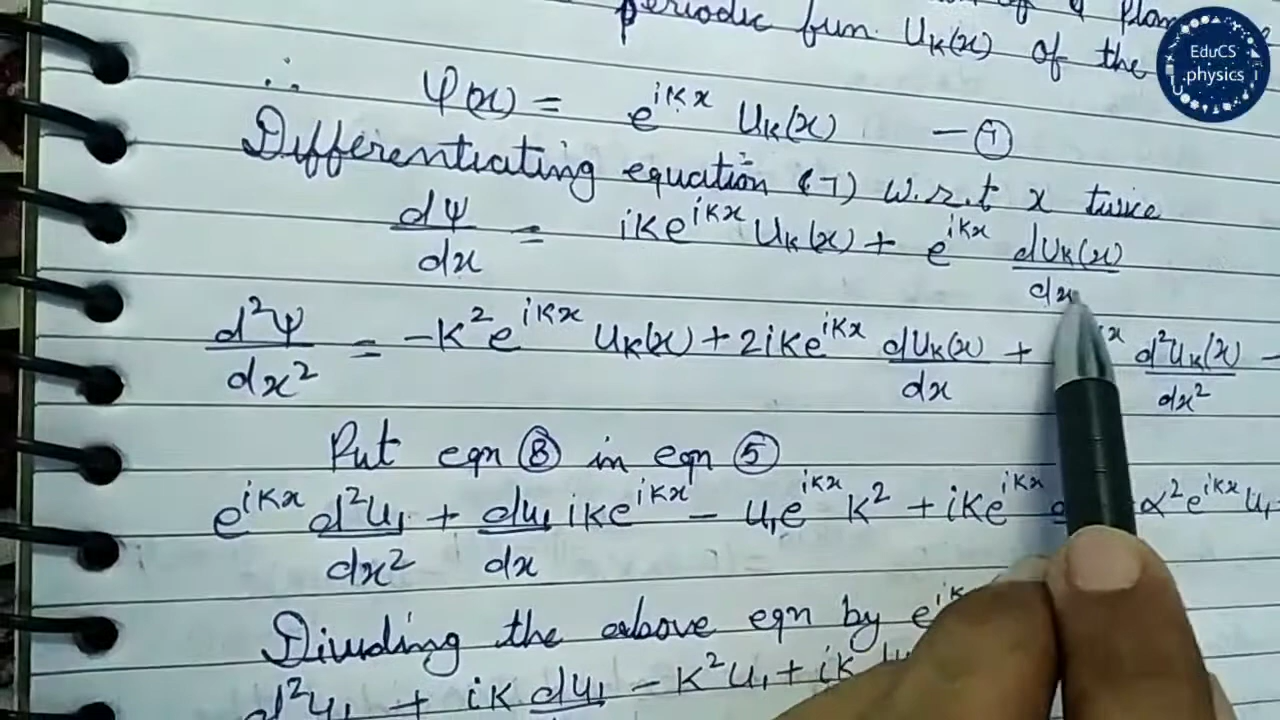 of a plan
periodic fun. Uk(x) of the
EduCS
.physics
∴ Ψ(x) = e^{ikx} Uk(x) — ⑦
Differentiating equation (7) w.r.t x twice
dΨ/dx = ike^{ikx} Uk(x) + e^{ikx} dUk(x)/dx
d²Ψ/dx² = -k²e^{ikx} Uk(x) + 2ike^{ikx} dUk(x)/dx + x d²Uk(x)/dx² -
Put eqn ⑧ in eqn ⑤
e^{ikx} d²U₁/dx² + du₁/dx ike^{ikx} - U₁e^{ikx} k² + ike^{ikx} α²e^{ikx} U₁
Dividing the above eqn by e^{ik
d²U₁ + ik du₁ - k²U₁ + ik